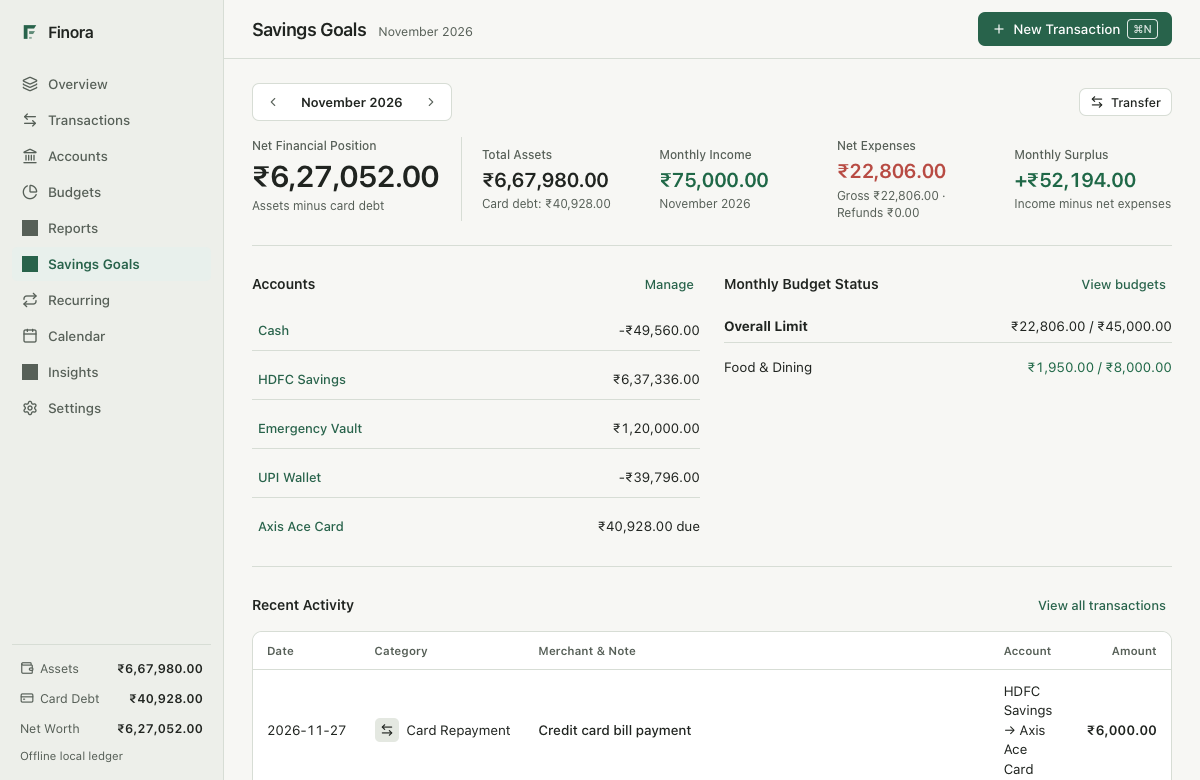 Finora
Overview
Transactions
Accounts
Budgets
Reports
Savings Goals
Recurring
Calendar
Insights
Settings
Assets ₹6,67,980.00
Card Debt ₹40,928.00
Net Worth ₹6,27,052.00
Offline local ledger
Savings Goals November 2026
+ New Transaction ⌘N
November 2026
Transfer
Net Financial Position
₹6,27,052.00
Assets minus card debt
Total Assets
₹6,67,980.00
Card debt: ₹40,928.00
Monthly Income
₹75,000.00
November 2026
Net Expenses
₹22,806.00
Gross ₹22,806.00 ·
Refunds ₹0.00
Monthly Surplus
+₹52,194.00
Income minus net expenses
Accounts Manage
Cash -₹49,560.00
HDFC Savings ₹6,37,336.00
Emergency Vault ₹1,20,000.00
UPI Wallet -₹39,796.00
Axis Ace Card ₹40,928.00 due
Monthly Budget Status View budgets
Overall Limit ₹22,806.00 / ₹45,000.00
Food & Dining ₹1,950.00 / ₹8,000.00
Recent Activity View all transactions
Date Category Merchant & Note Account Amount
2026-11-27 Card Repayment Credit card bill payment
HDFC
Savings
→ Axis
Ace
Card
₹6,000.00